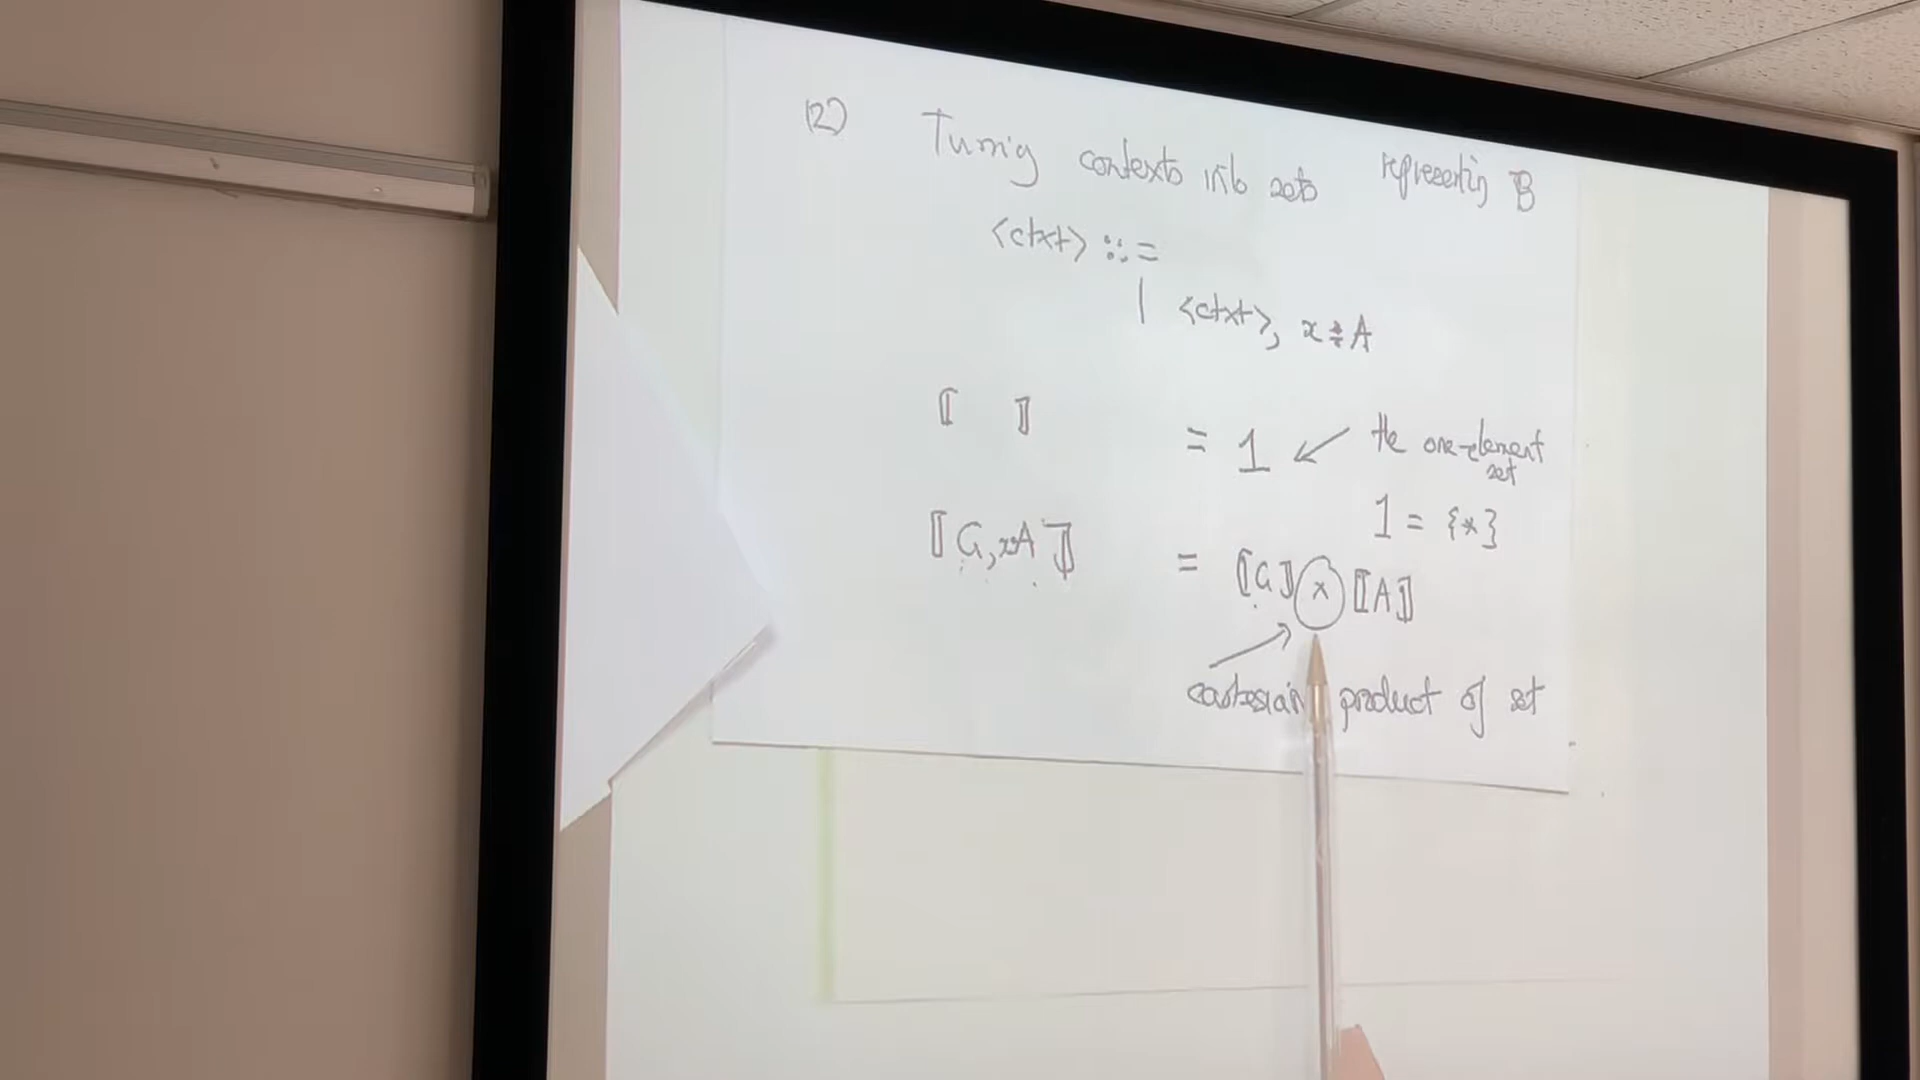 (2) Turning contexts into sets representing B
<ctxt> ::=
| <ctxt>, x : A
⟦ ⟧ = 1 ← the one-element set
1 = {*}
⟦G, x:A⟧ = ⟦G⟧ × ⟦A⟧
cartesian product of set